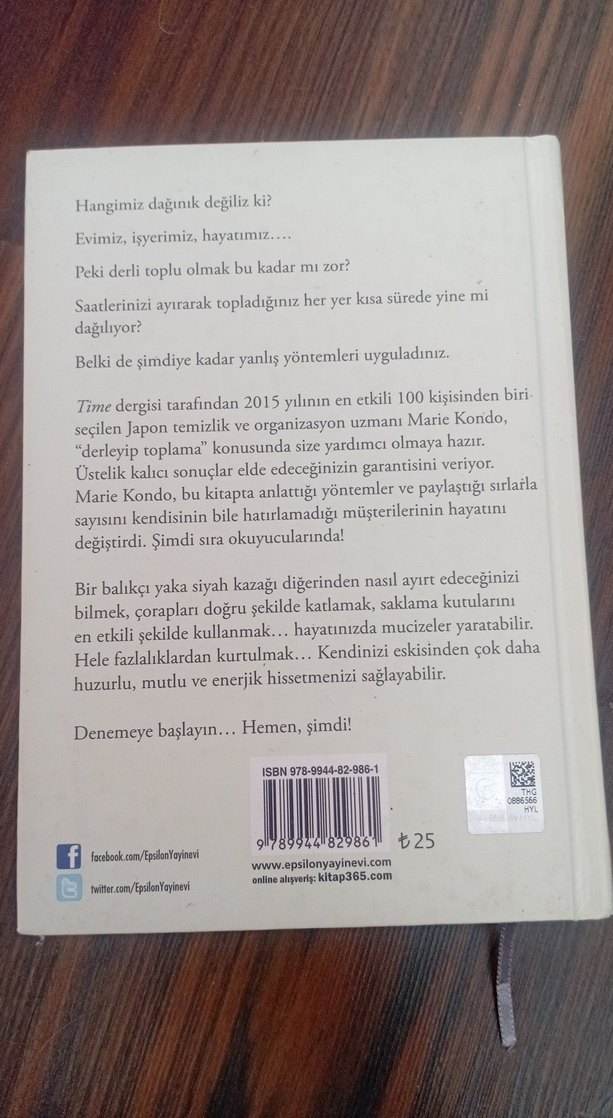 Hangimiz dağınık değiliz ki?
Evimiz, işyerimiz, hayatımız….
Peki derli toplu olmak bu kadar mı zor?
Saatlerinizi ayırarak topladığınız her yer kısa sürede yine mi
dağılıyor?
Belki de şimdiye kadar yanlış yöntemleri uyguladınız.
Time dergisi tarafından 2015 yılının en etkili 100 kişisinden biri
seçilen Japon temizlik ve organizasyon uzmanı Marie Kondo,
“derleyip toplama” konusunda size yardımcı olmaya hazır.
Üstelik kalıcı sonuçlar elde edeceğinizin garantisini veriyor.
Marie Kondo, bu kitapta anlattığı yöntemler ve paylaştığı sırlarla
sayısını kendisinin bile hatırlamadığı müşterilerinin hayatını
değiştirdi. Şimdi sıra okuyucularında!
Bir balıkçı yaka siyah kazağı diğerinden nasıl ayırt edeceğinizi
bilmek, çorapları doğru şekilde katlamak, saklama kutularını
en etkili şekilde kullanmak… hayatınızda mucizeler yaratabilir.
Hele fazlalıklardan kurtulmak… Kendinizi eskisinden çok daha
huzurlu, mutlu ve enerjik hissetmenizi sağlayabilir.
Denemeye başlayın… Hemen, şimdi!
ISBN 978-9944-82-986-1
9 789944 829861
₺25
THG
0886566
HYL
0886566 HYL
facebook.com/EpsilonYayinevi
twitter.com/EpsilonYayinevi
www.epsilonyayinevi.com
online alışveriş: kitap365.com